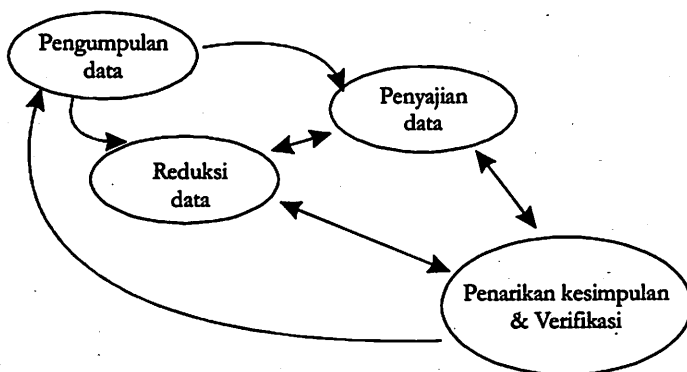 Pengumpulan
data
Penyajian
data
Reduksi
data
Penarikan kesimpulan
& Verifikasi